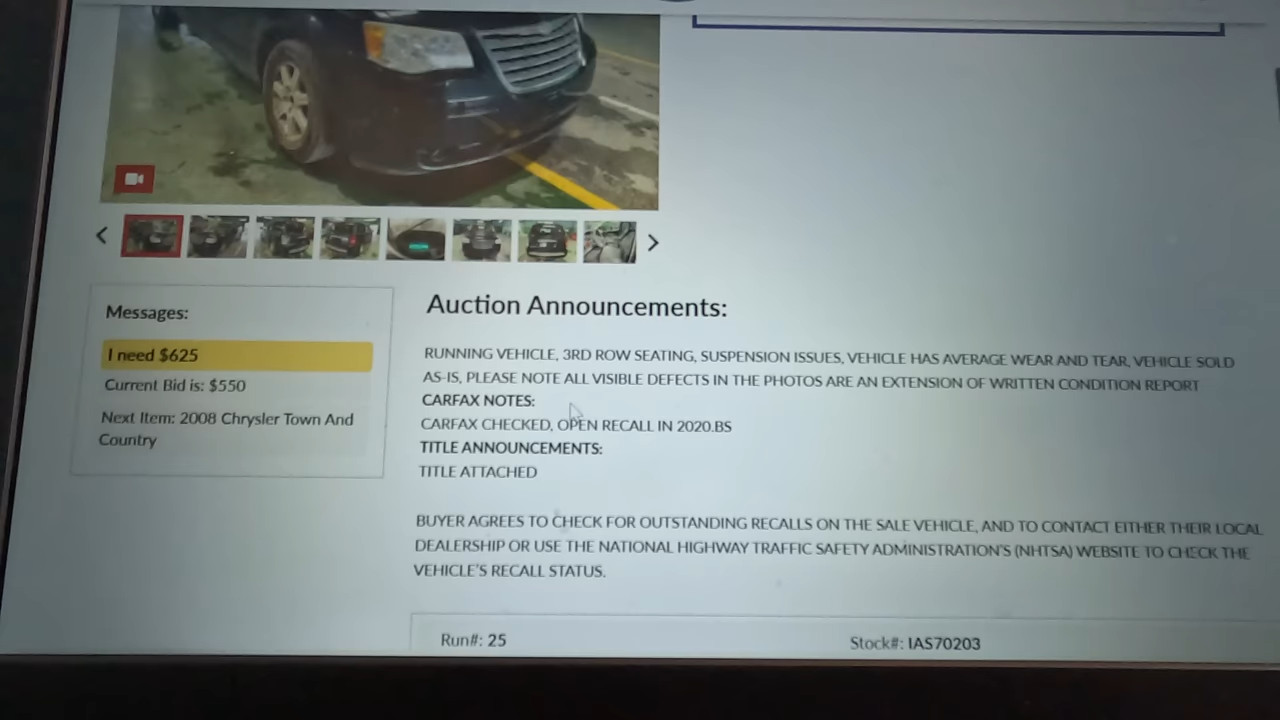 Messages:
I need $625
Current Bid is: $550
Next Item: 2008 Chrysler Town And
Country
Auction Announcements:
RUNNING VEHICLE, 3RD ROW SEATING, SUSPENSION ISSUES, VEHICLE HAS AVERAGE WEAR AND TEAR, VEHICLE SOLD
AS-IS, PLEASE NOTE ALL VISIBLE DEFECTS IN THE PHOTOS ARE AN EXTENSION OF WRITTEN CONDITION REPORT
CARFAX NOTES:
CARFAX CHECKED, OPEN RECALL IN 2020.BS
TITLE ANNOUNCEMENTS:
TITLE ATTACHED
BUYER AGREES TO CHECK FOR OUTSTANDING RECALLS ON THE SALE VEHICLE, AND TO CONTACT EITHER THEIR LOCAL
DEALERSHIP OR USE THE NATIONAL HIGHWAY TRAFFIC SAFETY ADMINISTRATION'S (NHTSA) WEBSITE TO CHECK THE
VEHICLE'S RECALL STATUS.
Run#: 25
Stock#: IAS70203